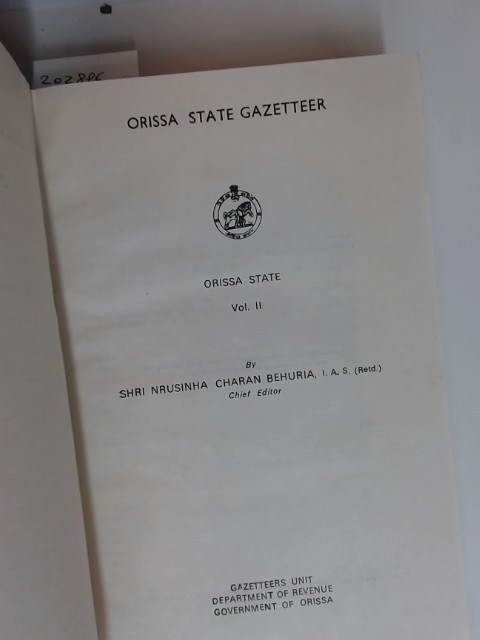 ORISSA STATE GAZETTEER
ORISSA STATE
Vol. II
By
SHRI NRUSINHA CHARAN BEHURIA, I. A. S. (Retd.)
Chief Editor
GAZETTEERS UNIT
DEPARTMENT OF REVENUE
GOVERNMENT OF ORISSA